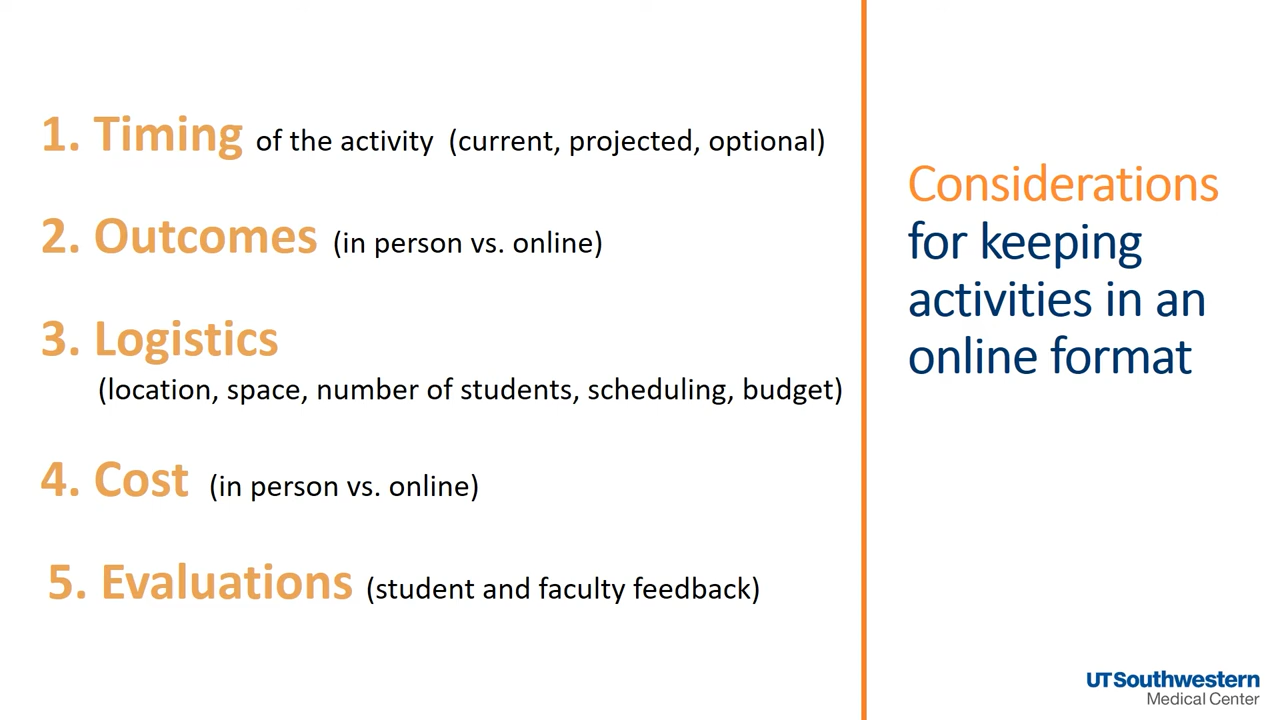 1. Timing of the activity (current, projected, optional)
2. Outcomes (in person vs. online)
3. Logistics
(location, space, number of students, scheduling, budget)
4. Cost (in person vs. online)
5. Evaluations (student and faculty feedback)
Considerations
for keeping
activities in an
online format
UTSouthwestern
Medical Center